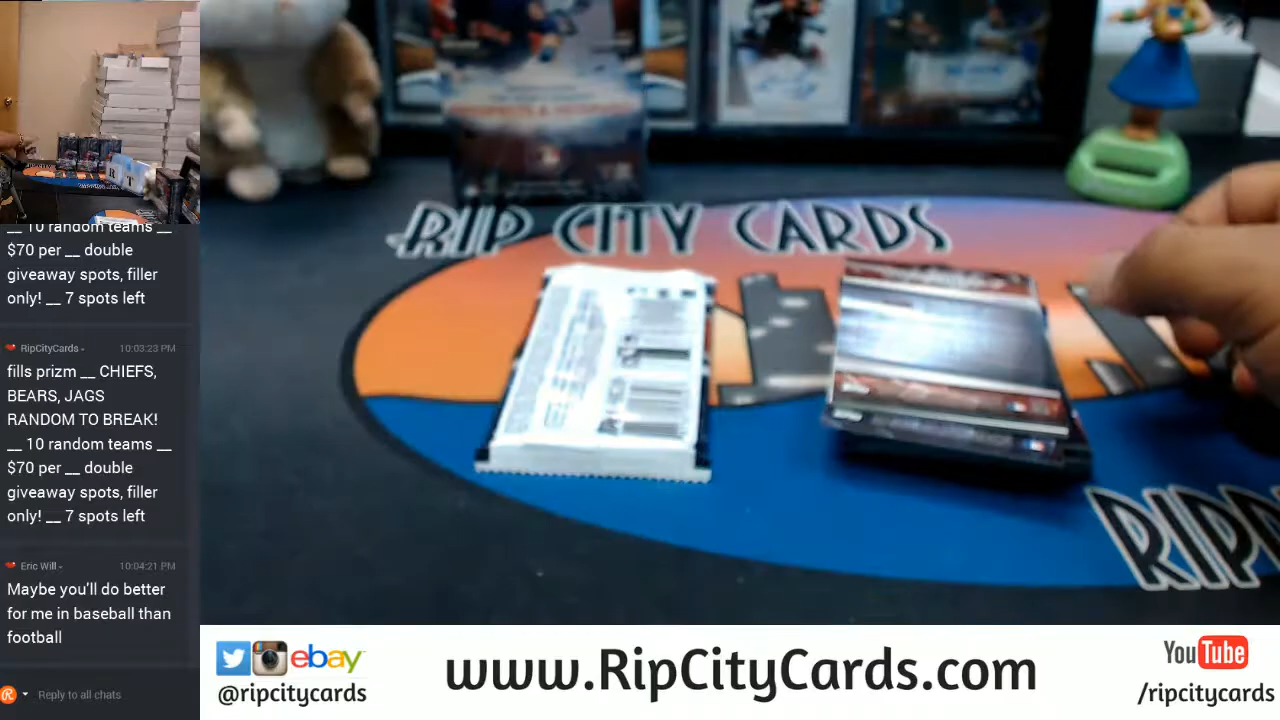 __ 10 random teams __
$70 per __ double
giveaway spots, filler
only! __ 7 spots left
RipCityCards 10:03:23 PM
fills prizm __ CHIEFS,
BEARS, JAGS
RANDOM TO BREAK!
__ 10 random teams __
$70 per __ double
giveaway spots, filler
only! __ 7 spots left
Eric Will 10:04:21 PM
Maybe you'll do better
for me in baseball than
football
Reply to all chats
RIP CITY CARDS
RIPP
ebay
@ripcitycards
www.RipCityCards.com
YouTube
/ripcitycards